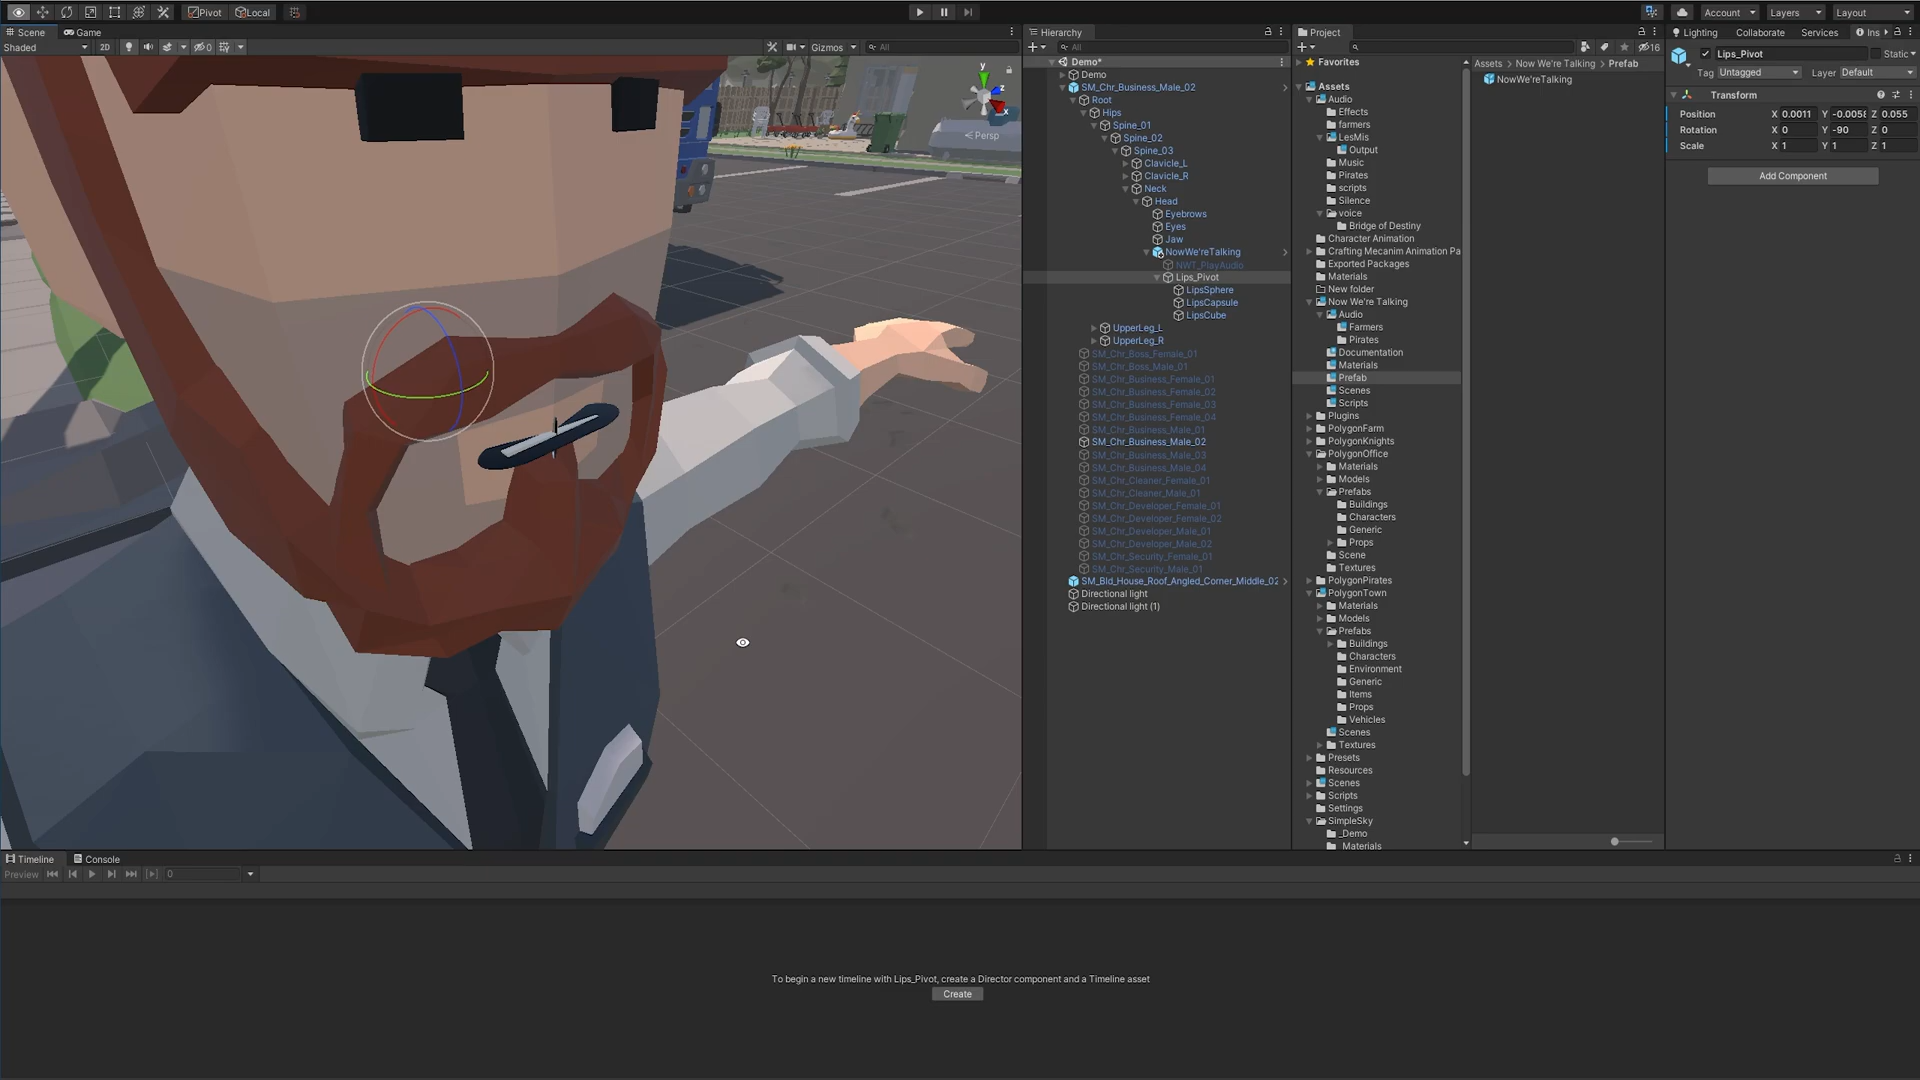 Pivot
Local
Account
Layers
Layout
Scene
Game
Shaded
2D
0
Gizmos
All
y
z
x
Persp
Hierarchy
All
Demo*
Demo
SM_Chr_Business_Male_02
Root
Hips
Spine_01
Spine_02
Spine_03
Clavicle_L
Clavicle_R
Neck
Head
Eyebrows
Eyes
Jaw
NowWe'reTalking
NWT_PlayAudio
Lips_Pivot
LipsSphere
LipsCapsule
LipsCube
UpperLeg_L
UpperLeg_R
SM_Chr_Boss_Female_01
SM_Chr_Boss_Male_01
SM_Chr_Business_Female_01
SM_Chr_Business_Female_02
SM_Chr_Business_Female_03
SM_Chr_Business_Female_04
SM_Chr_Business_Male_01
SM_Chr_Business_Male_02
SM_Chr_Business_Male_03
SM_Chr_Business_Male_04
SM_Chr_Cleaner_Female_01
SM_Chr_Cleaner_Male_01
SM_Chr_Developer_Female_01
SM_Chr_Developer_Female_02
SM_Chr_Developer_Male_01
SM_Chr_Developer_Male_02
SM_Chr_Security_Female_01
SM_Chr_Security_Male_01
SM_Bld_House_Roof_Angled_Corner_Middle_02
Directional light
Directional light (1)
Project
16
Favorites
Assets
Audio
Effects
farmers
LesMis
Output
Music
Pirates
scripts
Silence
voice
Bridge of Destiny
Character Animation
Crafting Mecanim Animation Pa
Exported Packages
Materials
New folder
Now We're Talking
Audio
Farmers
Pirates
Documentation
Materials
Prefab
Scenes
Scripts
Plugins
PolygonFarm
PolygonKnights
PolygonOffice
Materials
Models
Prefabs
Buildings
Characters
Generic
Props
Scene
Textures
PolygonPirates
PolygonTown
Materials
Models
Prefabs
Buildings
Characters
Environment
Generic
Items
Props
Vehicles
Scenes
Textures
Presets
Resources
Scenes
Scripts
Settings
SimpleSky
_Demo
Materials
Assets > Now We're Talking > Prefab
NowWe'reTalking
Lighting
Collaborate
Services
Ins
Lips_Pivot
Static
Tag Untagged
Layer Default
Transform
Position X 0.0011 Y -0.005 Z 0.055
Rotation X 0 Y -90 Z 0
Scale X 1 Y 1 Z 1
Add Component
Timeline
Console
Preview
0
To begin a new timeline with Lips_Pivot, create a Director component and a Timeline asset
Create